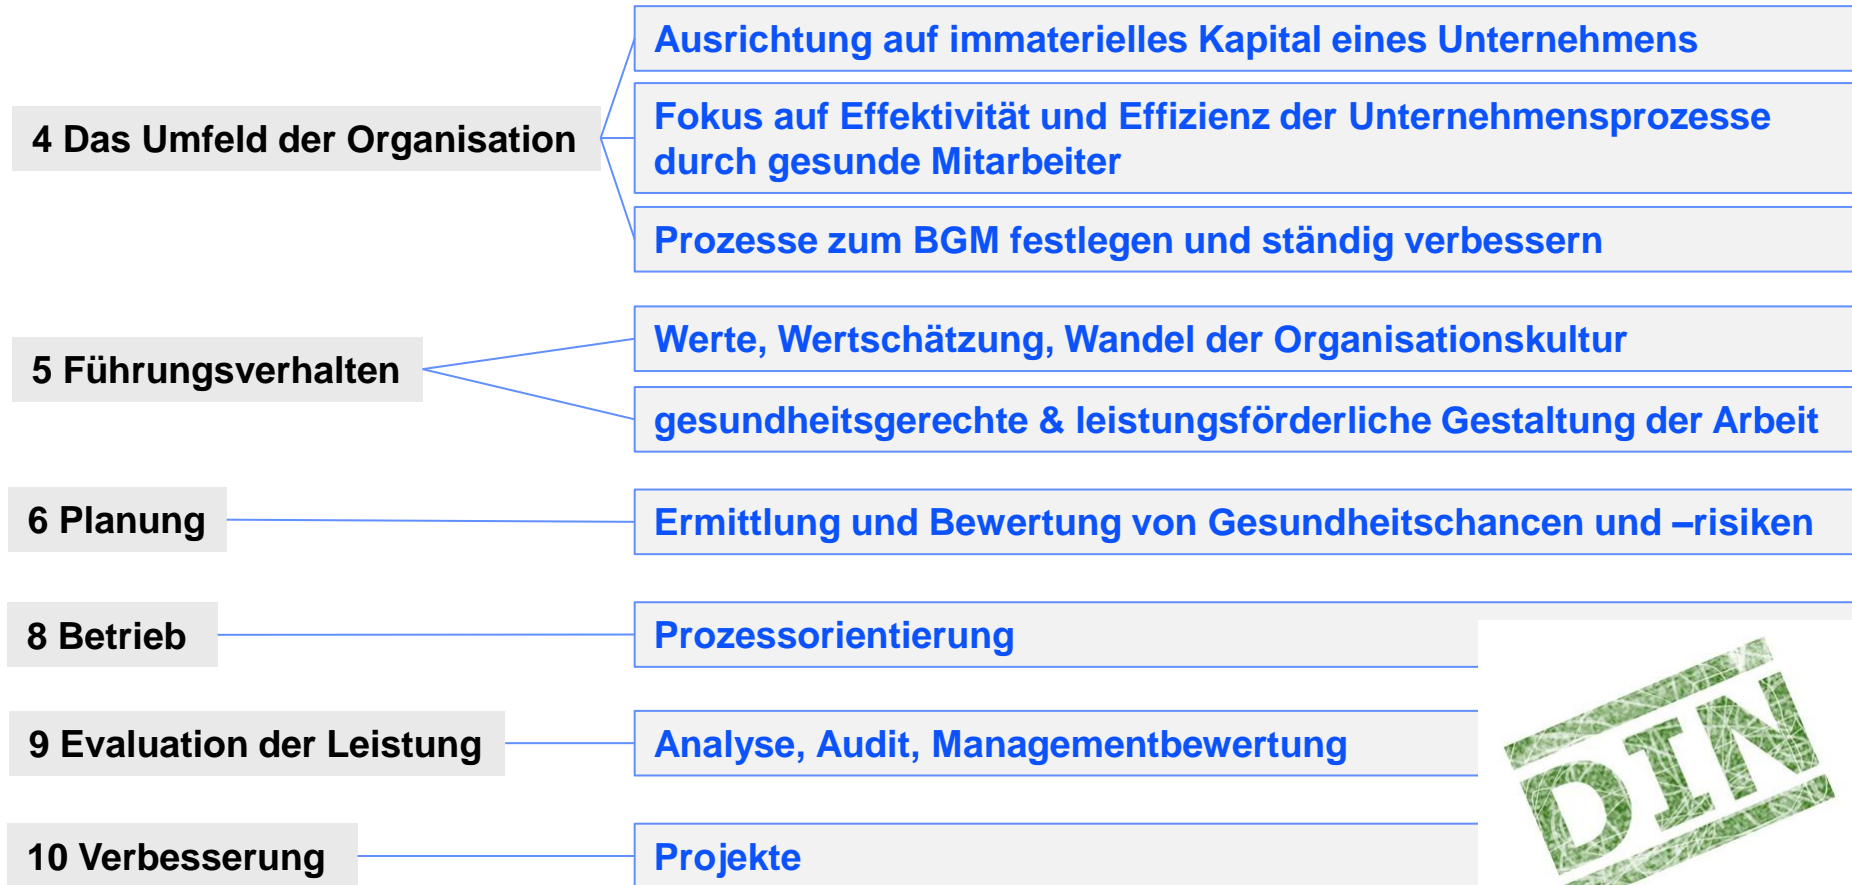 4 Das Umfeld der Organisation
Ausrichtung auf immaterielles Kapital eines Unternehmens
Fokus auf Effektivität und Effizienz der Unternehmensprozesse
durch gesunde Mitarbeiter
Prozesse zum BGM festlegen und ständig verbessern
5 Führungsverhalten
Werte, Wertschätzung, Wandel der Organisationskultur
gesundheitsgerechte & leistungsförderliche Gestaltung der Arbeit
6 Planung
Ermittlung und Bewertung von Gesundheitschancen und –risiken
8 Betrieb
Prozessorientierung
9 Evaluation der Leistung
Analyse, Audit, Managementbewertung
10 Verbesserung
Projekte
DIN